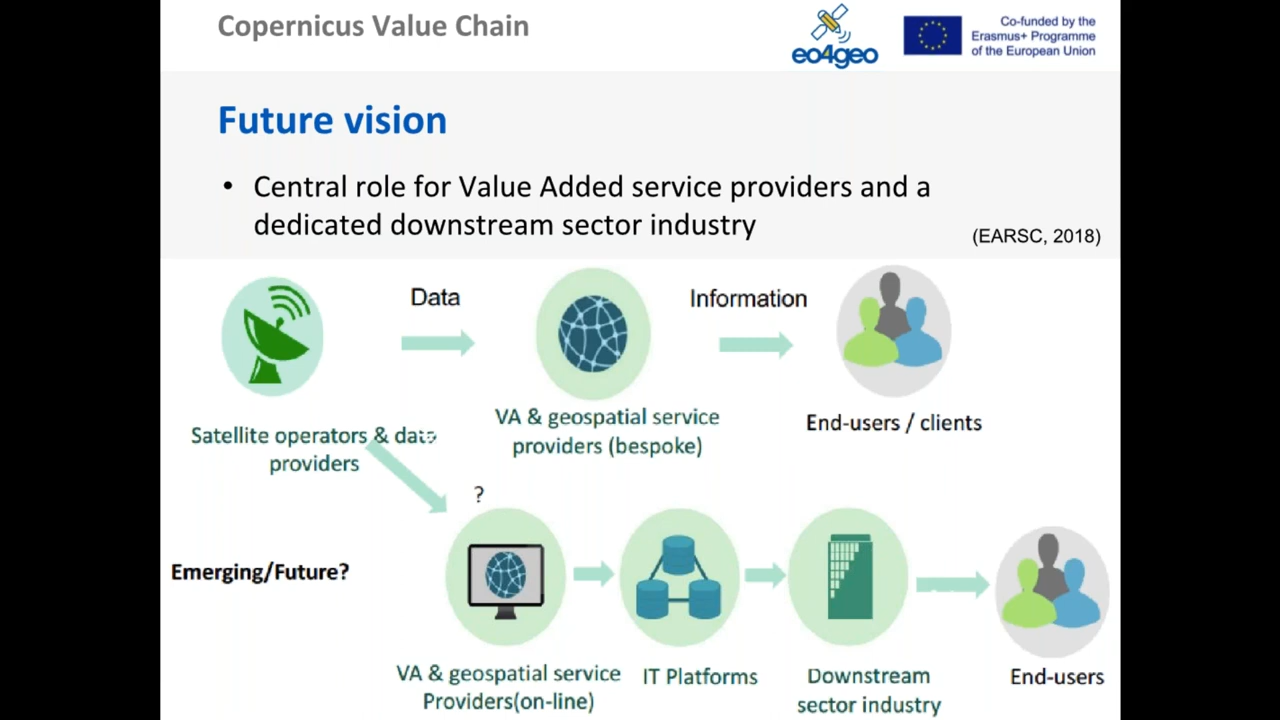 Copernicus Value Chain
eo4geo
Co-funded by the
Erasmus+ Programme
of the European Union
Future vision
• Central role for Value Added service providers and a
dedicated downstream sector industry
(EARSC, 2018)
Data
Information
Satellite operators & data
providers
VA & geospatial service
providers (bespoke)
End-users / clients
?
Emerging/Future?
VA & geospatial service
Providers(on-line)
IT Platforms
Downstream
sector industry
End-users